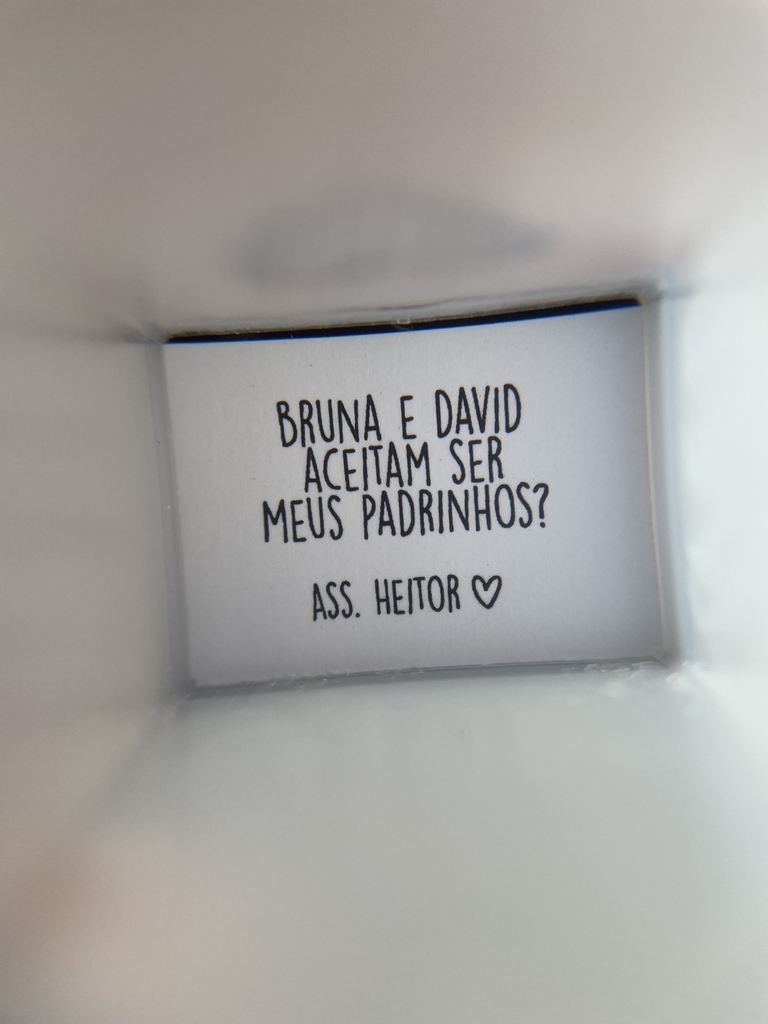 BRUNA E DAVID
ACEITAM SER
MEUS PADRINHOS?
ASS. HEITOR ♡